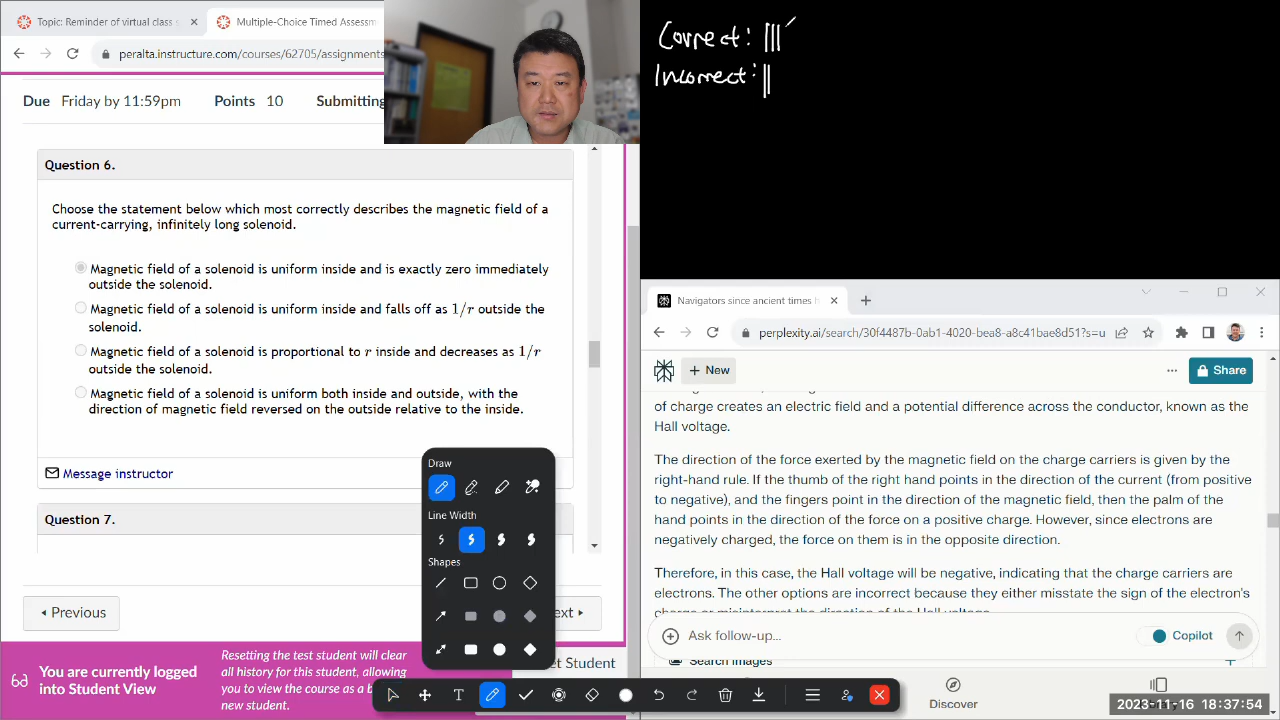 Topic: Reminder of virtual class s
Multiple-Choice Timed Assessm
peralta.instructure.com/courses/62705/assignments
Due Friday by 11:59pm Points 10 Submitting
Question 6.
Choose the statement below which most correctly describes the magnetic field of a
current-carrying, infinitely long solenoid.
Magnetic field of a solenoid is uniform inside and is exactly zero immediately
outside the solenoid.
Magnetic field of a solenoid is uniform inside and falls off as 1/r outside the
solenoid.
Magnetic field of a solenoid is proportional to r inside and decreases as 1/r
outside the solenoid.
Magnetic field of a solenoid is uniform both inside and outside, with the
direction of magnetic field reversed on the outside relative to the inside.
Message instructor
Question 7.
Previous
ext
You are currently logged
into Student View
Resetting the test student will clear
all history for this student, allowing
you to view the course as a b
new student.
et Student
Draw
Line Width
Shapes
Correct: |||
Incorrect: ||
Navigators since ancient times h
perplexity.ai/search/30f4487b-0ab1-4020-bea8-a8c41bae8d51?s=u
New
Share
of charge creates an electric field and a potential difference across the conductor, known as the
Hall voltage.
The direction of the force exerted by the magnetic field on the charge carriers is given by the
right-hand rule. If the thumb of the right hand points in the direction of the current (from positive
to negative), and the fingers point in the direction of the magnetic field, then the palm of the
hand points in the direction of the force on a positive charge. However, since electrons are
negatively charged, the force on them is in the opposite direction.
Therefore, in this case, the Hall voltage will be negative, indicating that the charge carriers are
electrons. The other options are incorrect because they either misstate the sign of the electron's
charge or misinterpret the direction of the Hall voltage.
Ask follow-up...
Copilot
Search Images
Discover
2023-11-16 18:37:54